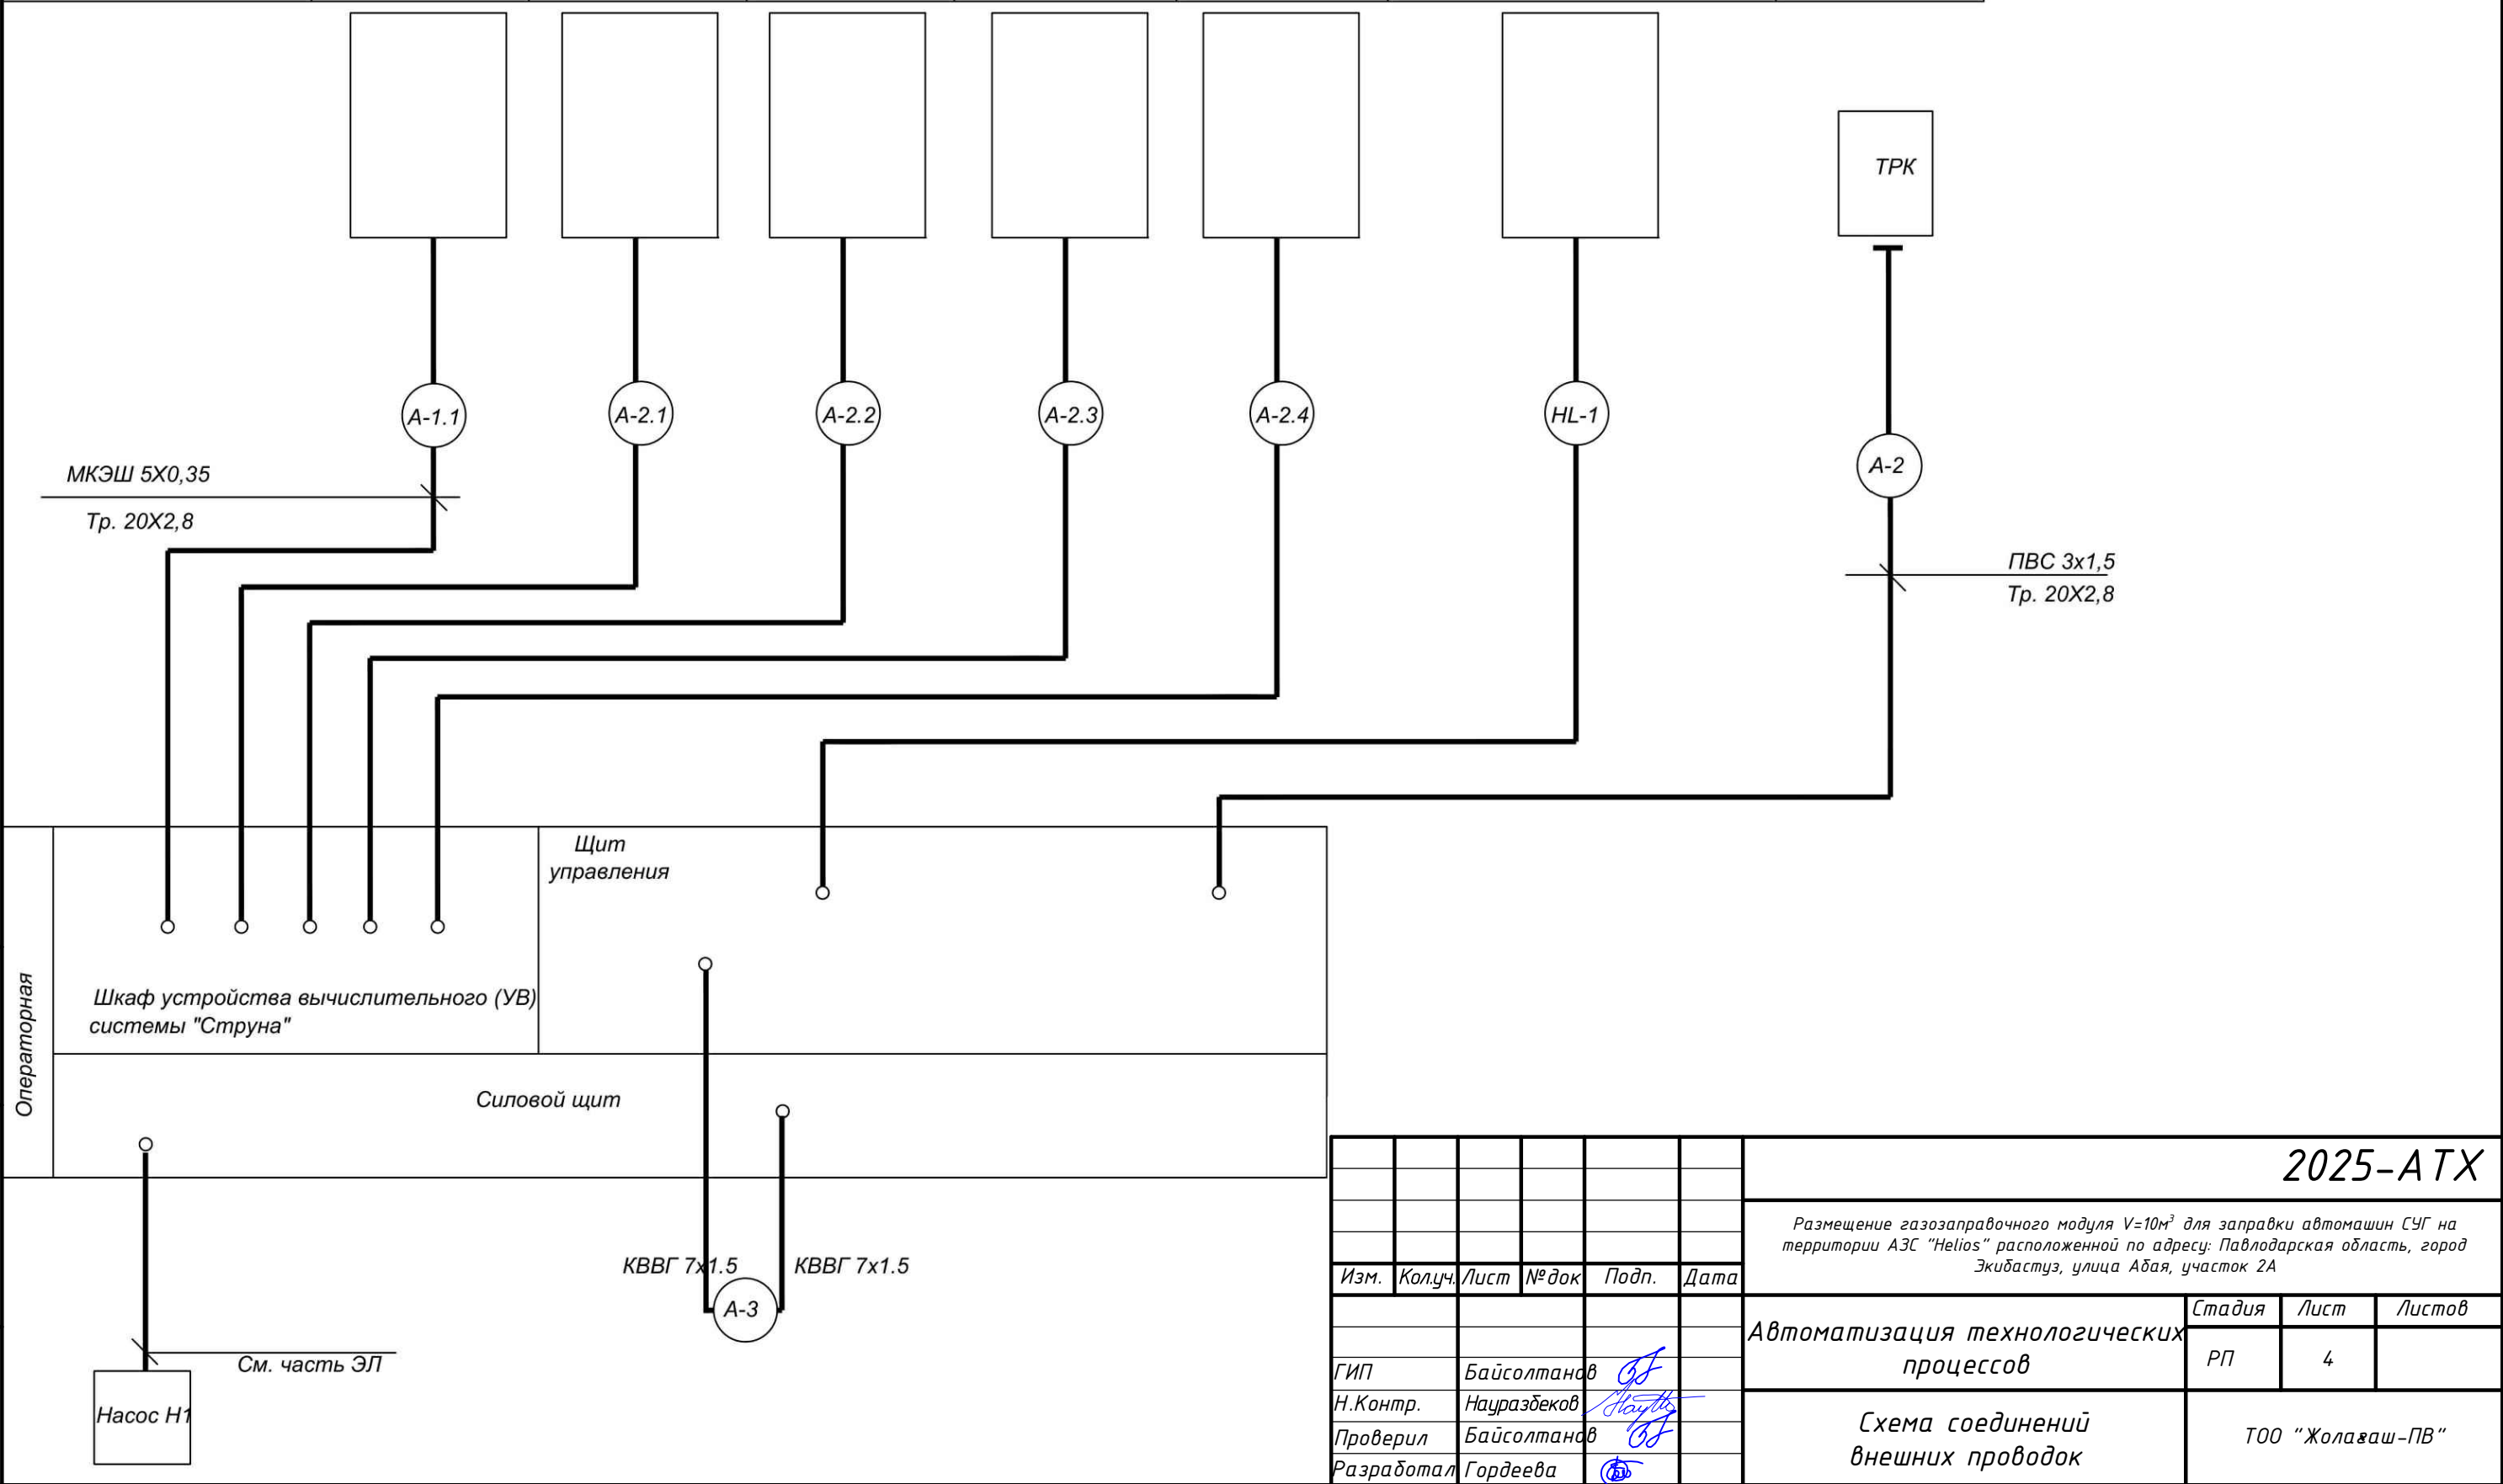 ТРК
А-1.1
А-2.1
А-2.2
А-2.3
А-2.4
HL-1
А-2
МКЭШ 5Х0,35
Тр. 20Х2,8
ПВС 3х1,5
Тр. 20Х2,8
Операторная
Щит
управления
Шкаф устройства вычислительного (УВ)
системы "Струна"
Силовой щит
КВВГ 7х1.5
КВВГ 7х1.5
А-3
См. часть ЭЛ
Насос Н1
2025-АТХ
Размещение газозаправочного модуля V=10м³ для заправки автомашин СУГ на
территории АЗС "Helios" расположенной по адресу: Павлодарская область, город
Экибастуз, улица Абая, участок 2А
Изм. Кол.уч. Лист №док Подп. Дата
Автоматизация технологических
процессов
Стадия Лист Листов
РП 4
ГИП Байсолтанов
Н.Контр. Науразбеков
Проверил Байсолтанов
Разработал Гордеева
Схема соединений
внешних проводок
ТОО "Жолағаш-ПВ"